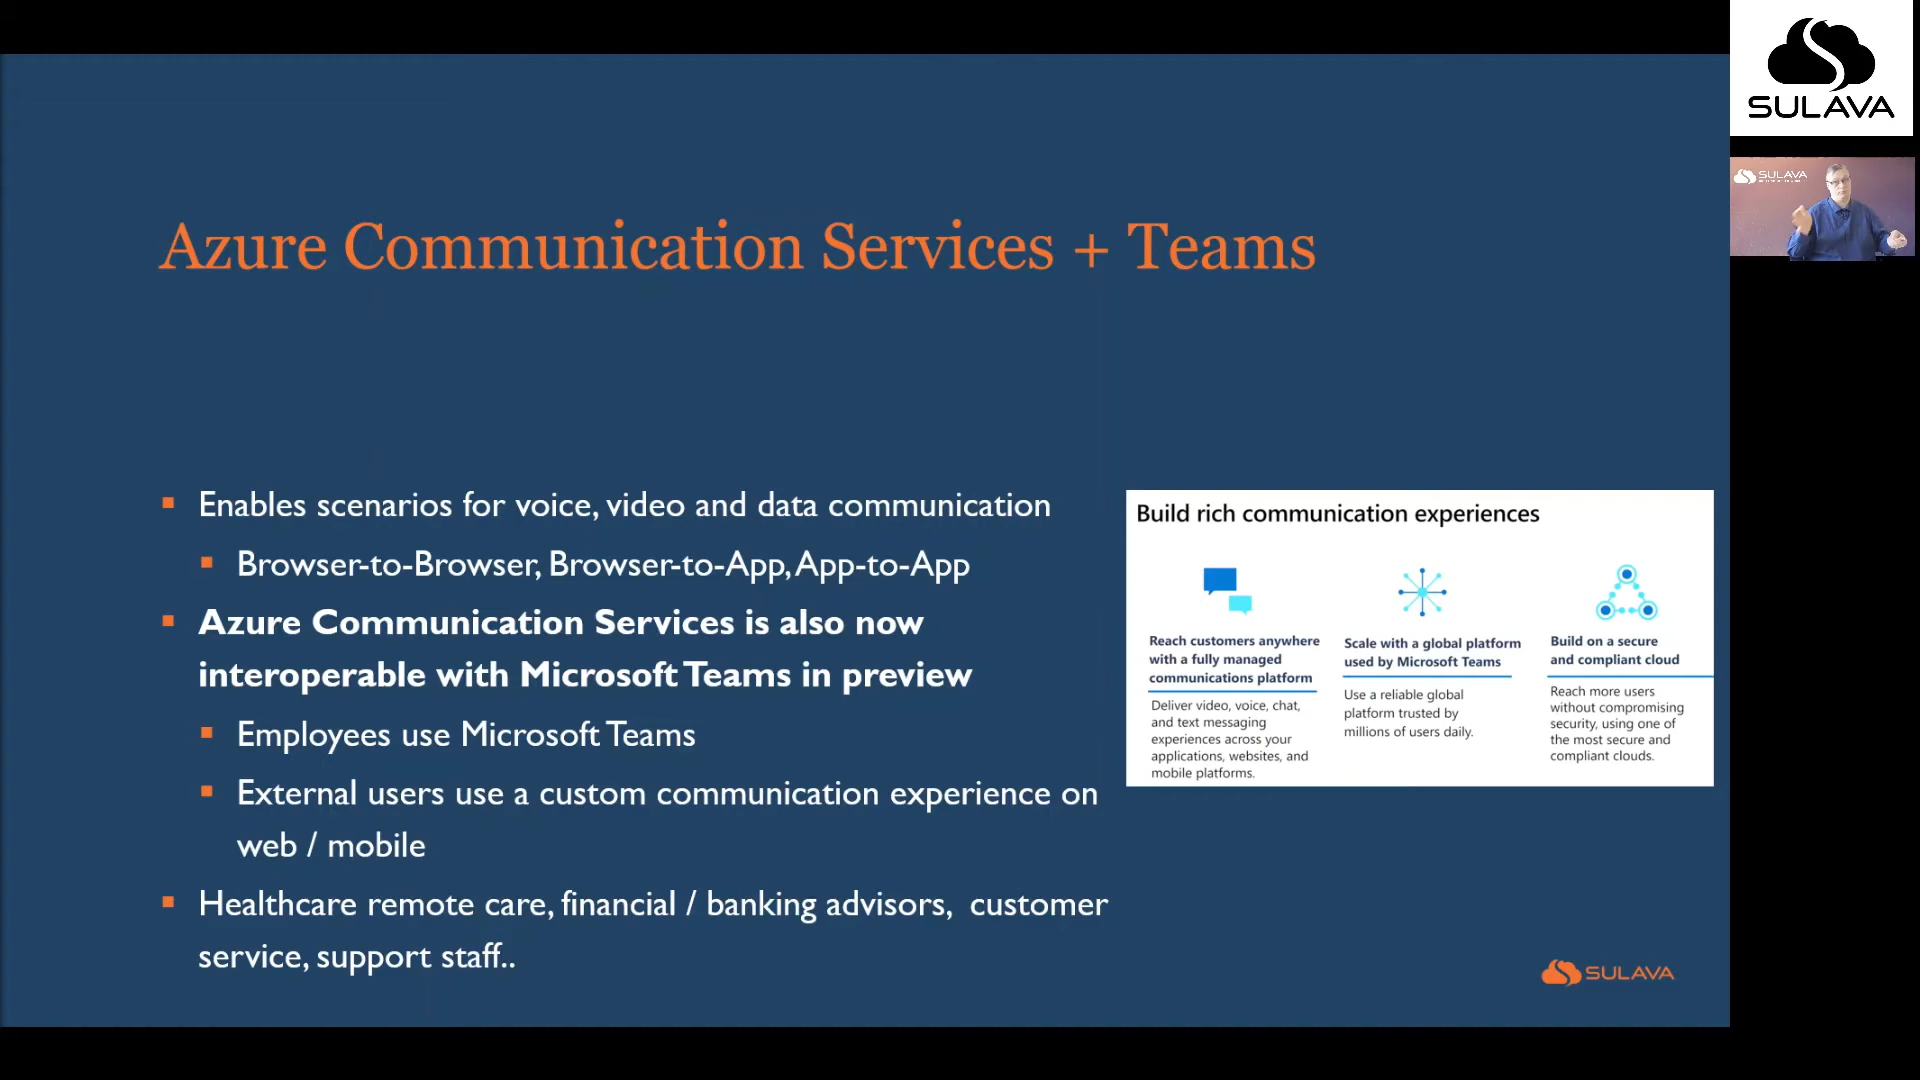 Azure Communication Services + Teams
Enables scenarios for voice, video and data communication
Browser-to-Browser, Browser-to-App, App-to-App
Azure Communication Services is also now
interoperable with Microsoft Teams in preview
Employees use Microsoft Teams
External users use a custom communication experience on
web / mobile
Healthcare remote care, financial / banking advisors,  customer
service, support staff..
Build rich communication experiences
Reach customers anywhere
with a fully managed
communications platform
Deliver video, voice, chat,
and text messaging
experiences across your
applications, websites, and
mobile platforms.
Scale with a global platform
used by Microsoft Teams
Use a reliable global
platform trusted by
millions of users daily.
Build on a secure
and compliant cloud
Reach more users
without compromising
security, using one of
the most secure and
compliant clouds.
SULAVA
SULAVA
SULAVA